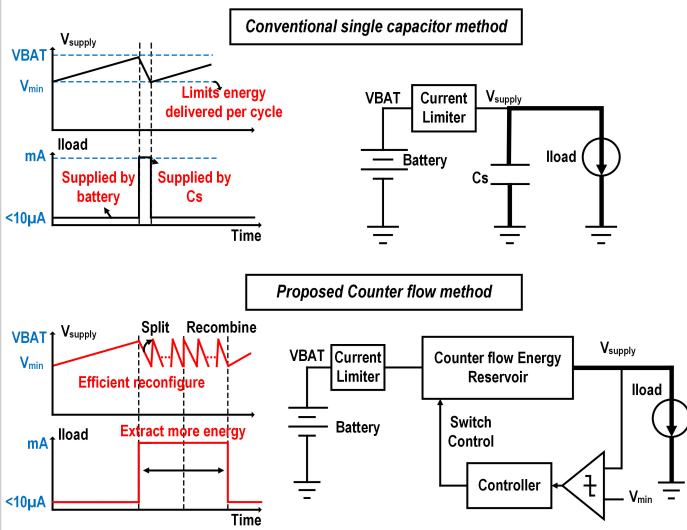 Conventional single capacitor method
Vsupply
VBAT
Vmin
Limits energy
delivered per cycle
Iload
mA
Supplied by
battery
Supplied by
Cs
<10µA
Time
VBAT
Current
Limiter
Vsupply
Battery
Cs
Iload
Proposed Counter flow method
Vsupply
Split
Recombine
VBAT
Vmin
...
...
Efficient reconfigure
Iload
Extract more energy
mA
<10µA
Time
VBAT
Current
Limiter
Counter flow Energy
Reservoir
Vsupply
Iload
Battery
Switch
Control
Controller
Vmin